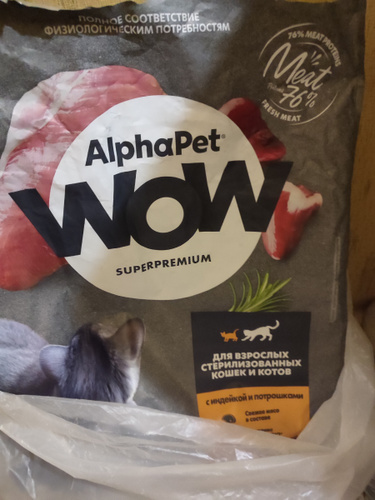 ПОЛНОЕ СООТВЕТСТВИЕ
ФИЗИОЛОГИЧЕСКИМ ПОТРЕБНОСТЯМ
76% MEAT PROTEINS
Meat
76%
FRESH MEAT
AlphaPet®
WOW
SUPERPREMIUM
ДЛЯ ВЗРОСЛЫХ
СТЕРИЛИЗОВАННЫХ
КОШЕК И КОТОВ
с индейкой и потрошками
Свежее мясо
в составе